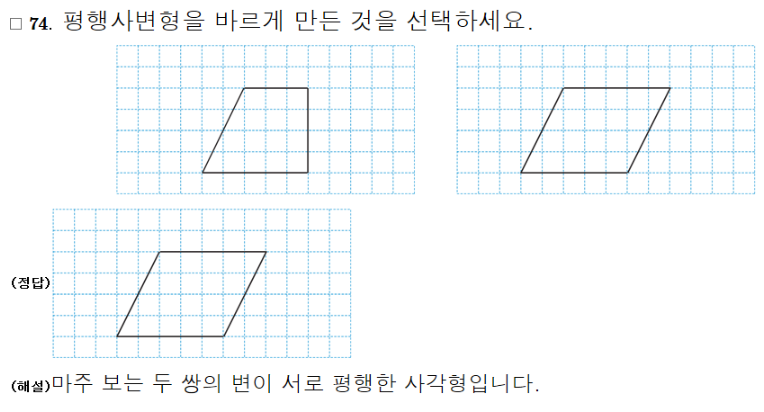 □ 74. 평행사변형을 바르게 만든 것을 선택하세요.
(정답)
(해설)마주 보는 두 쌍의 변이 서로 평행한 사각형입니다.